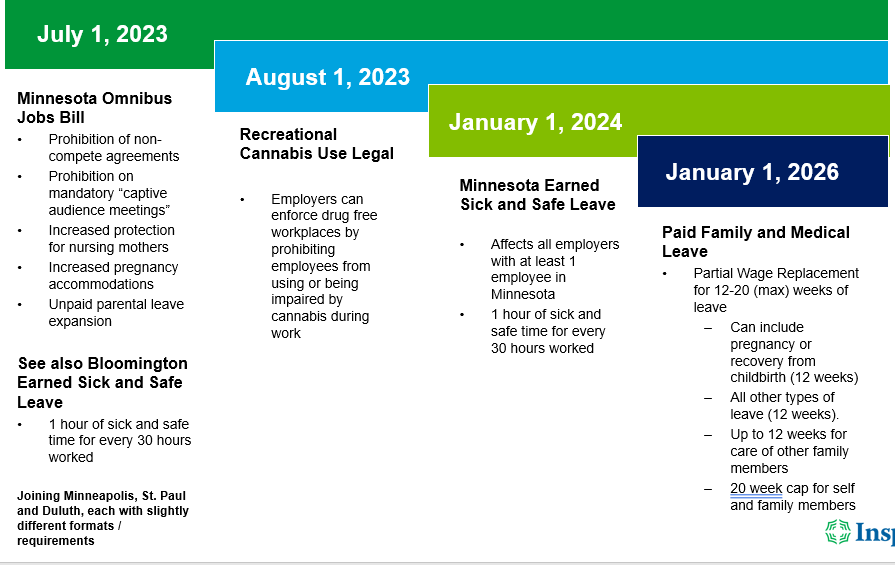 July 1, 2023
Minnesota Omnibus
Jobs Bill
• Prohibition of non-
compete agreements
• Prohibition on
mandatory “captive
audience meetings”
• Increased protection
for nursing mothers
• Increased pregnancy
accommodations
• Unpaid parental leave
expansion
See also Bloomington
Earned Sick and Safe
Leave
• 1 hour of sick and safe
time for every 30 hours
worked
Joining Minneapolis, St. Paul
and Duluth, each with slightly
different formats /
requirements
August 1, 2023
Recreational
Cannabis Use Legal
• Employers can
enforce drug free
workplaces by
prohibiting
employees from
using or being
impaired by
cannabis during
work
January 1, 2024
Minnesota Earned
Sick and Safe Leave
• Affects all employers
with at least 1
employee in
Minnesota
• 1 hour of sick and
safe time for every
30 hours worked
January 1, 2026
Paid Family and Medical
Leave
• Partial Wage Replacement
for 12-20 (max) weeks of
leave
– Can include
pregnancy or
recovery from
childbirth (12 weeks)
– All other types of
leave (12 weeks).
– Up to 12 weeks for
care of other family
members
– 20 week cap for self
and family members